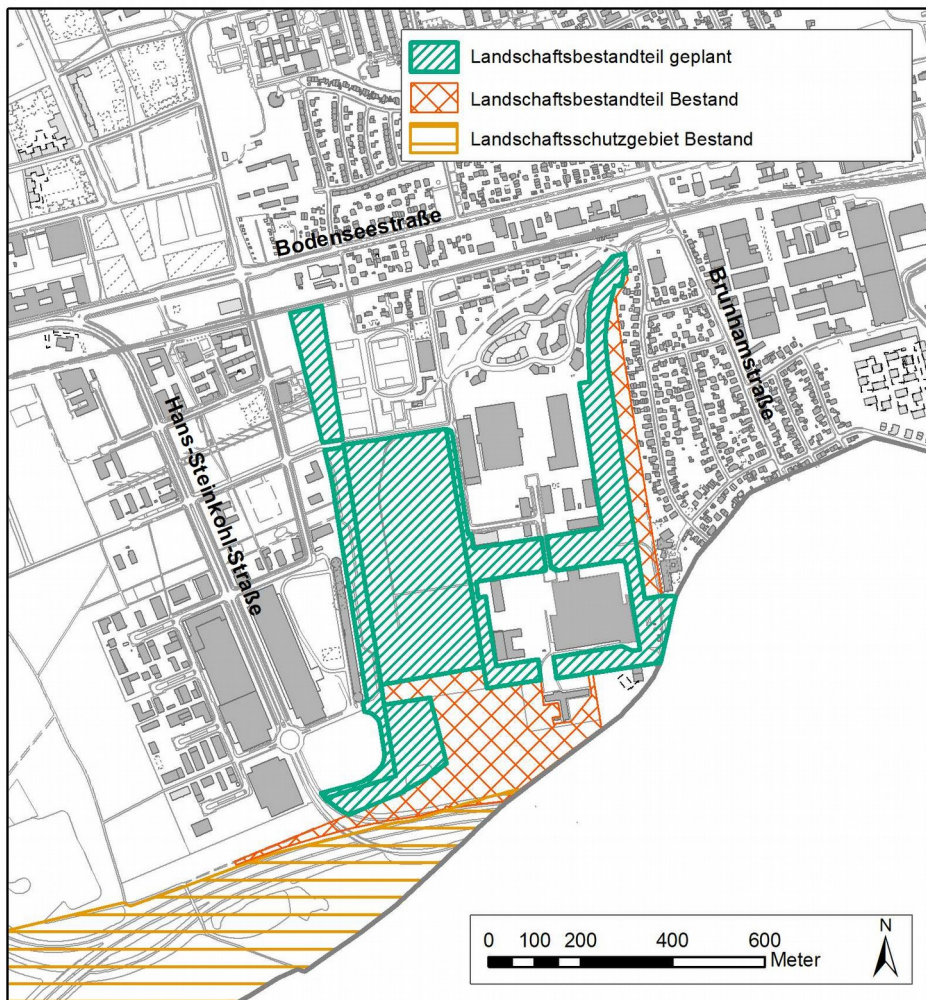 Landschaftsbestandteil geplant
Landschaftsbestandteil Bestand
Landschaftsschutzgebiet Bestand
Bodenseestraße
Brunhamstraße
Hans-Steinkohl-Straße
N
0 100 200 400 600
Meter